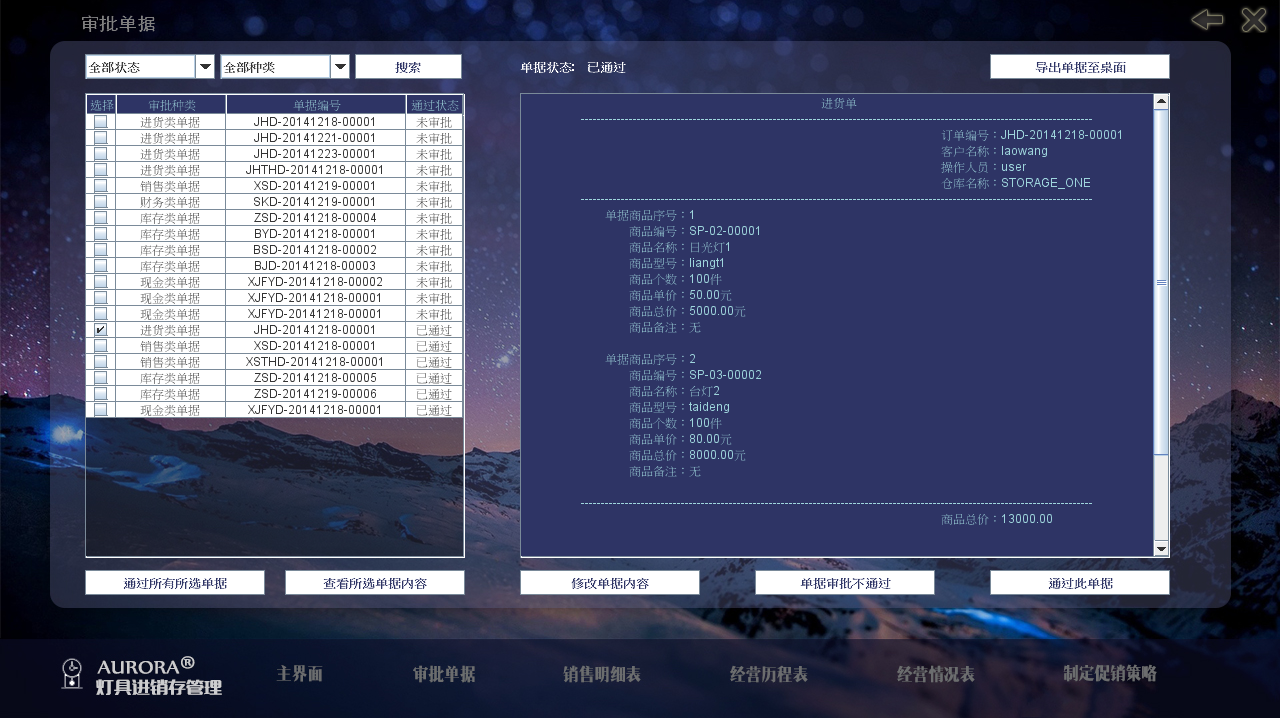 审批单据
全部状态 全部种类 搜索 单据状态: 已通过 导出单据至桌面
选择 审批种类 单据编号 通过状态
进货类单据 JHD-20141218-00001 未审批
进货类单据 JHD-20141221-00001 未审批
进货类单据 JHD-20141223-00001 未审批
进货类单据 JHTHD-20141218-00001 未审批
销售类单据 XSD-20141219-00001 未审批
财务类单据 SKD-20141219-00001 未审批
库存类单据 ZSD-20141218-00004 未审批
库存类单据 BYD-20141218-00001 未审批
库存类单据 BSD-20141218-00002 未审批
库存类单据 BJD-20141218-00003 未审批
现金类单据 XJFYD-20141218-00002 未审批
现金类单据 XJFYD-20141218-00001 未审批
现金类单据 XJFYD-20141218-00001 未审批
进货类单据 JHD-20141218-00001 已通过
销售类单据 XSD-20141218-00001 已通过
销售类单据 XSTHD-20141218-00001 已通过
库存类单据 ZSD-20141218-00005 已通过
库存类单据 ZSD-20141219-00006 已通过
现金类单据 XJFYD-20141218-00001 已通过
进货单
订单编号：JHD-20141218-00001
客户名称：laowang
操作人员：user
仓库名称：STORAGE_ONE
单据商品序号：1
商品编号：SP-02-00001
商品名称：日光灯1
商品型号：liangt1
商品个数：100件
商品单价：50.00元
商品总价：5000.00元
商品备注：无
单据商品序号：2
商品编号：SP-03-00002
商品名称：台灯2
商品型号：taideng
商品个数：100件
商品单价：80.00元
商品总价：8000.00元
商品备注：无
商品总价：13000.00
通过所有所选单据 查看所选单据内容 修改单据内容 单据审批不通过 通过此单据
AURORA®
灯具进销存管理
主界面 审批单据 销售明细表 经营历程表 经营情况表 制定促销策略